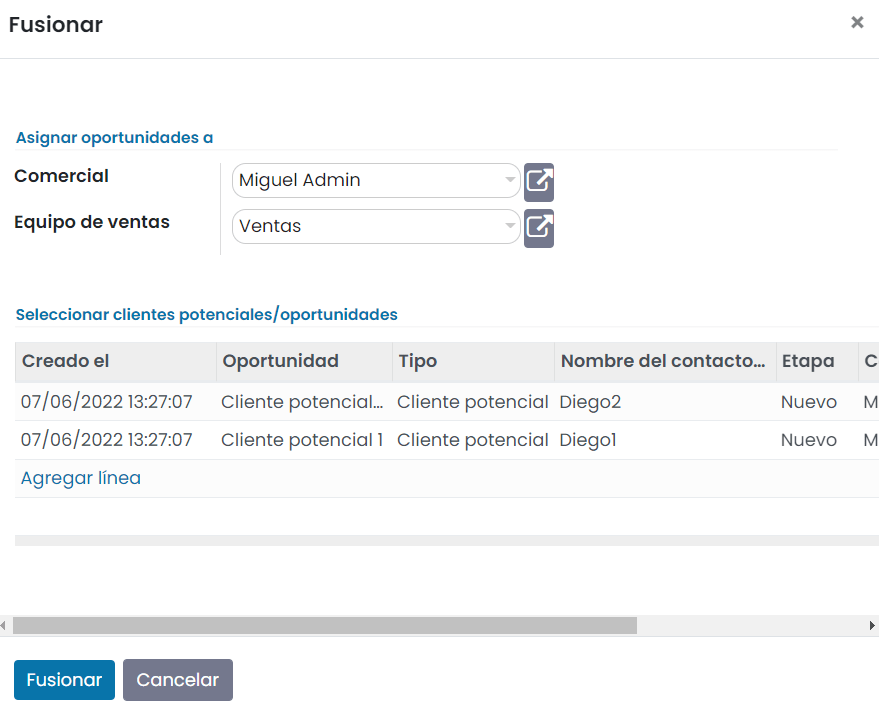 Fusionar ×
Asignar oportunidades a
Comercial Miguel Admin
Equipo de ventas Ventas
Seleccionar clientes potenciales/oportunidades
Creado el Oportunidad Tipo Nombre del contacto... Etapa C
07/06/2022 13:27:07 Cliente potencial... Cliente potencial Diego2 Nuevo M
07/06/2022 13:27:07 Cliente potencial 1 Cliente potencial Diego1 Nuevo M
Agregar línea
Fusionar Cancelar